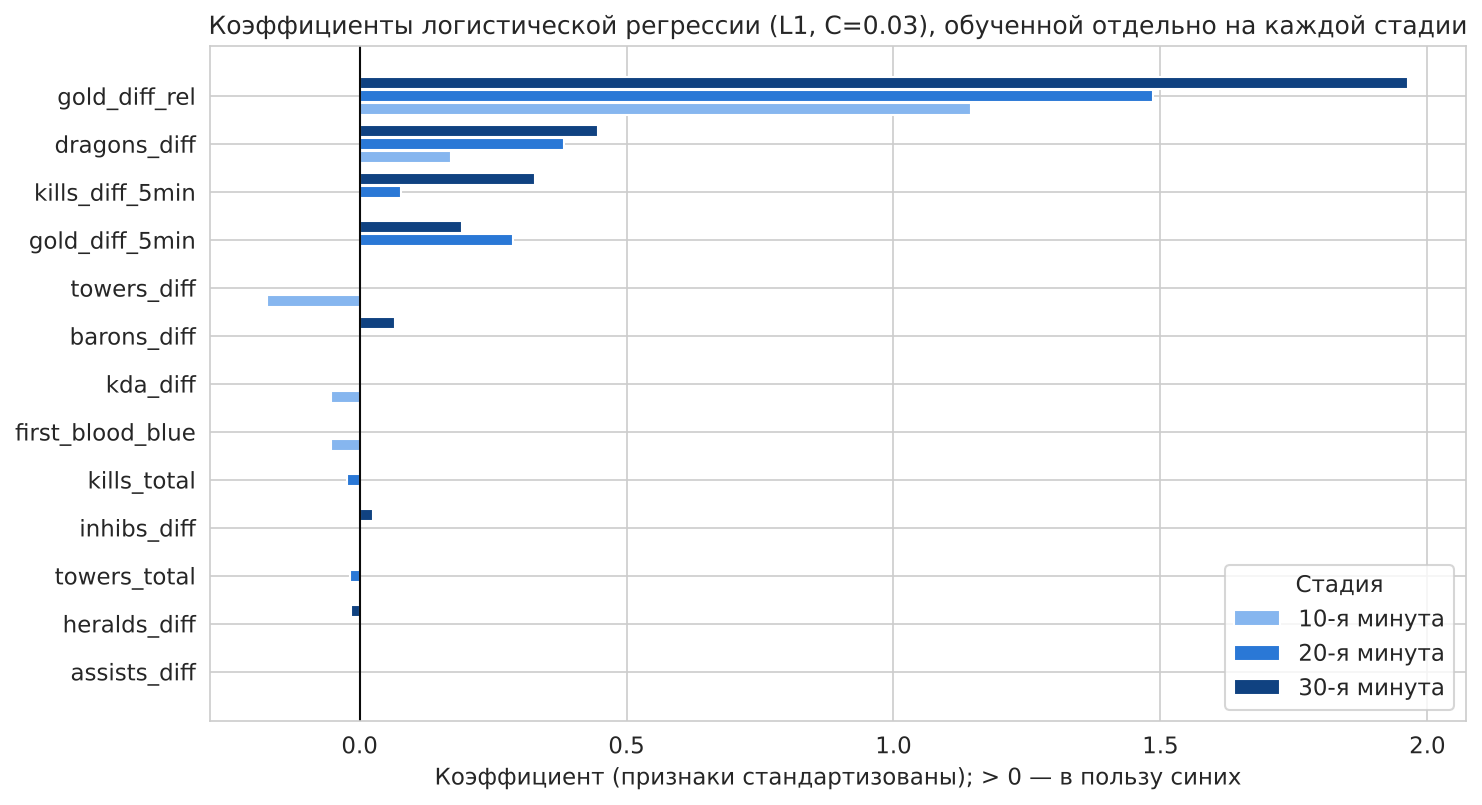 Коэффициенты логистической регрессии (L1, C=0.03), обученной отдельно на каждой стадии
gold_diff_rel
dragons_diff
kills_diff_5min
gold_diff_5min
towers_diff
barons_diff
kda_diff
first_blood_blue
kills_total
inhibs_diff
towers_total
heralds_diff
assists_diff
Стадия
10-я минута
20-я минута
30-я минута
0.0 0.5 1.0 1.5 2.0
Коэффициент (признаки стандартизованы); > 0 — в пользу синих